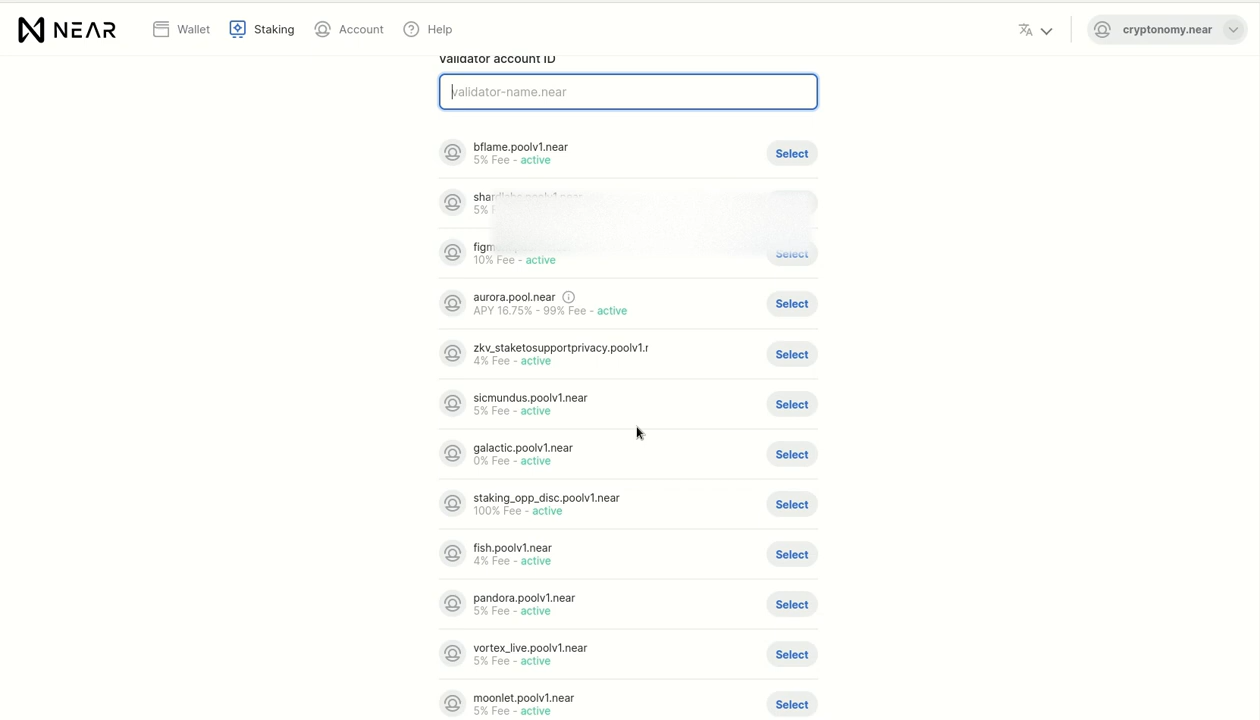 NEAR
Wallet
Staking
Account
Help
cryptonomy.near
Validator account ID
validator-name.near
bflame.poolv1.near
5% Fee - active
Select
5%
10% Fee - active
Select
aurora.pool.near
APY 16.75% - 99% Fee - active
Select
zkv_staketosupportprivacy.poolv1.r
4% Fee - active
Select
sicmundus.poolv1.near
5% Fee - active
Select
galactic.poolv1.near
0% Fee - active
Select
staking_opp_disc.poolv1.near
100% Fee - active
Select
fish.poolv1.near
4% Fee - active
Select
pandora.poolv1.near
5% Fee - active
Select
vortex_live.poolv1.near
5% Fee - active
Select
moonlet.poolv1.near
5% Fee - active
Select